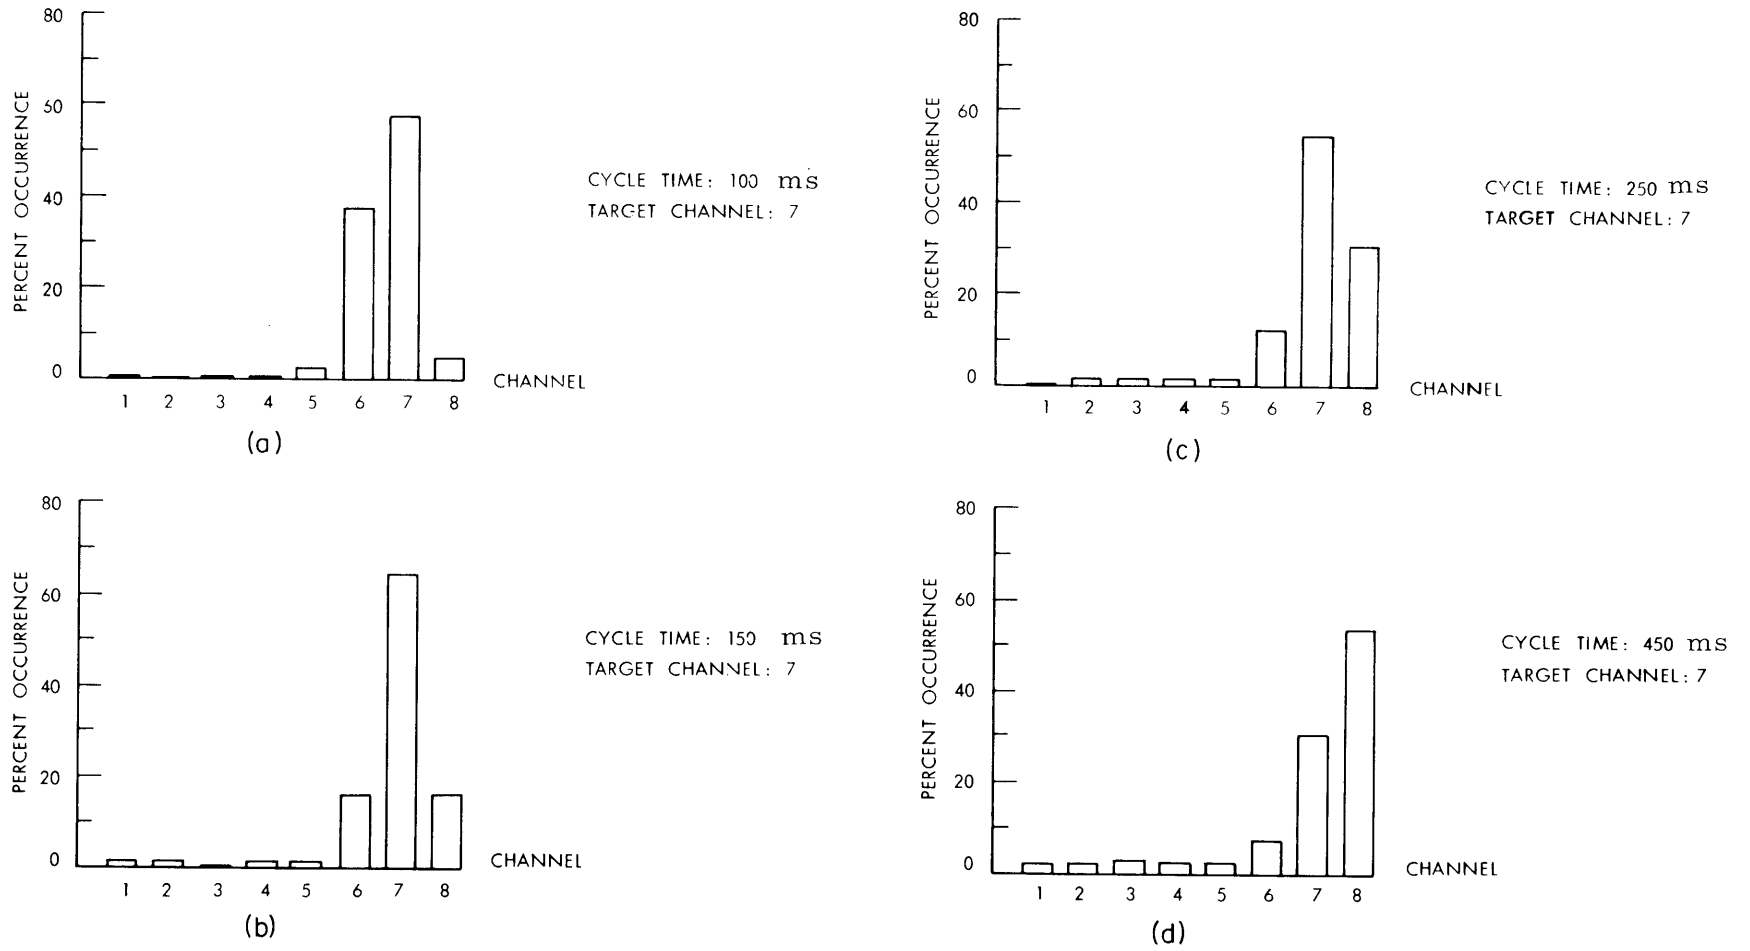 80
60
40
20
0
PERCENT OCCURRENCE
CYCLE TIME: 100 ms
TARGET CHANNEL: 7
CHANNEL
1 2 3 4 5 6 7 8
(a)
80
60
40
20
0
PERCENT OCCURRENCE
CYCLE TIME: 250 ms
TARGET CHANNEL: 7
CHANNEL
1 2 3 4 5 6 7 8
(c)
80
60
40
20
0
PERCENT OCCURRENCE
CYCLE TIME: 150 ms
TARGET CHANNEL: 7
CHANNEL
1 2 3 4 5 6 7 8
(b)
80
60
40
20
0
PERCENT OCCURRENCE
CYCLE TIME: 450 ms
TARGET CHANNEL: 7
CHANNEL
1 2 3 4 5 6 7 8
(d)